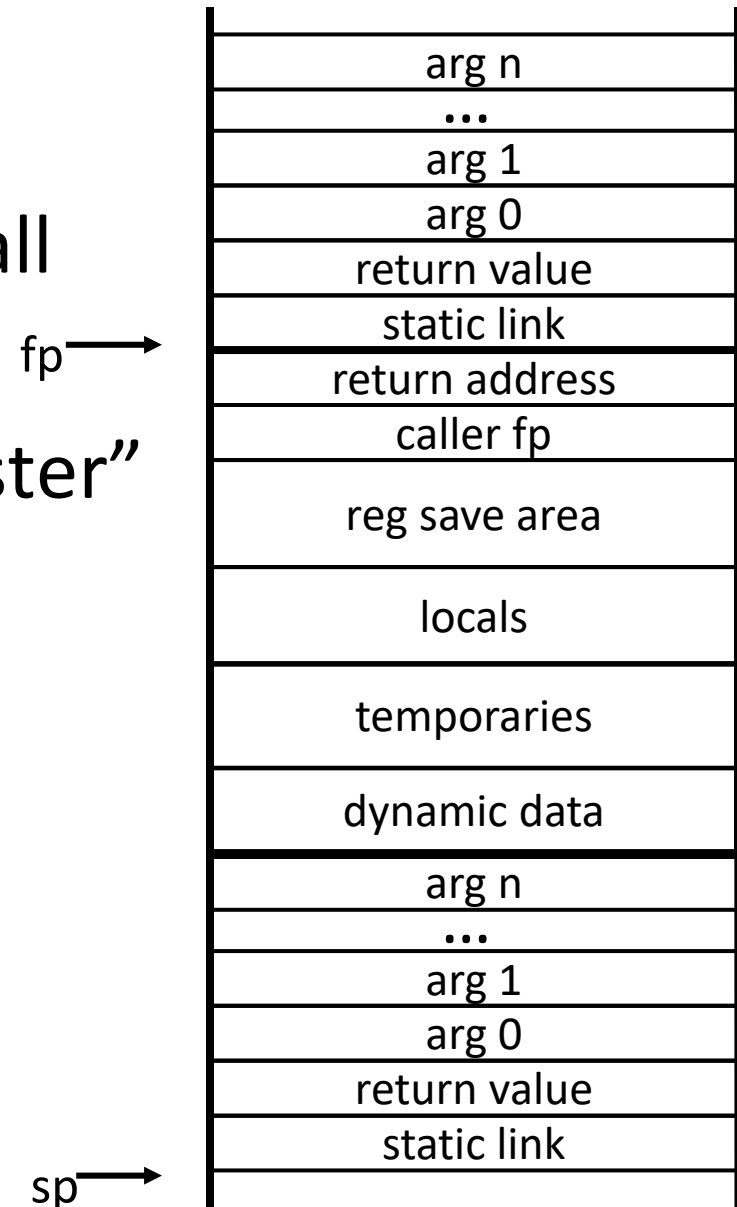 arg n
...
arg 1
arg 0
all
return value
static link
fp
return address
caller fp
ster”
reg save area
locals
temporaries
dynamic data
arg n
...
arg 1
arg 0
return value
static link
sp